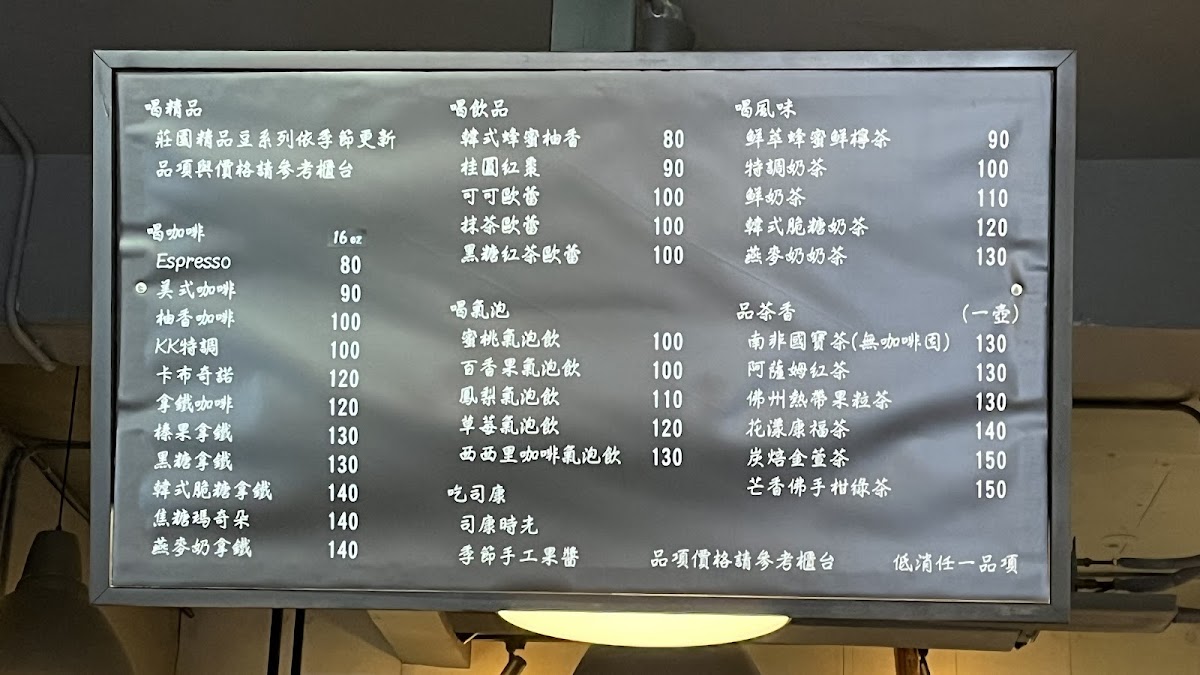 喝精品
莊園精品豆系列依季節更新
品項與價格請參考櫃台
喝咖啡 16oz
Espresso 80
美式咖啡 90
柚香咖啡 100
KK特調 100
卡布奇諾 120
拿鐵咖啡 120
榛果拿鐵 130
黑糖拿鐵 130
韓式脆糖拿鐵 140
焦糖瑪奇朵 140
燕麥奶拿鐵 140
喝飲品
韓式蜂蜜柚香 80
桂圓紅棗 90
可可歐蕾 100
抹茶歐蕾 100
黑糖紅茶歐蕾 100
喝氣泡
蜜桃氣泡飲 100
百香果氣泡飲 100
鳳梨氣泡飲 110
草莓氣泡飲 120
西西里咖啡氣泡飲 130
吃司康
司康時光
季節手工果醬 品項價格請參考櫃台
喝風味
鮮萃蜂蜜鮮檸茶 90
特調奶茶 100
鮮奶茶 110
韓式脆糖奶茶 120
燕麥奶奶茶 130
品茶香 (一壺)
南非國寶茶(無咖啡因) 130
阿薩姆紅茶 130
佛州熱帶果粒茶 130
花漾康福茶 140
炭焙金萱茶 150
芒香佛手柑綠茶 150
低消任一品項